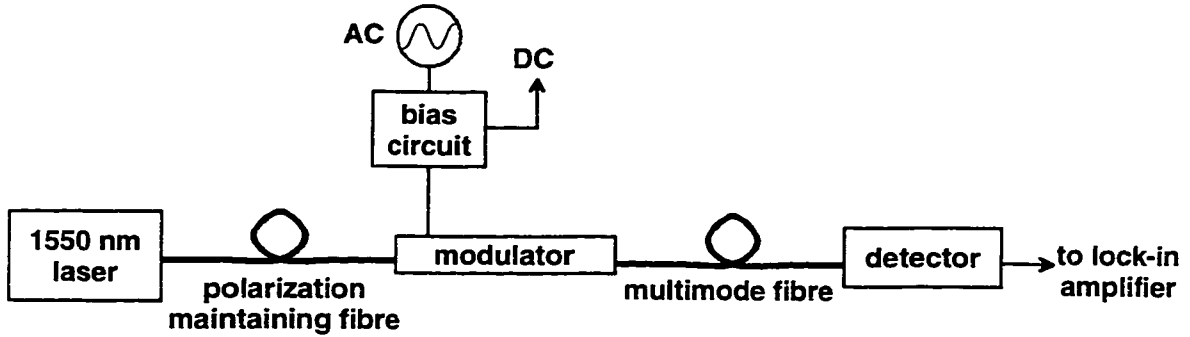 AC
DC
bias
circuit
1550 nm
laser
modulator
detector
to lock-in
amplifier
polarization
maintaining fibre
multimode fibre